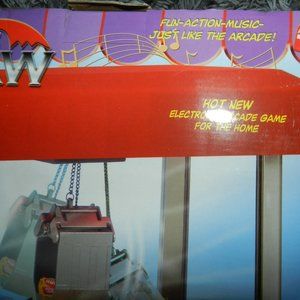 FUN-ACTION-MUSIC-
JUST LIKE THE ARCADE!
W
HOT NEW
GAME
FOR THE HOME